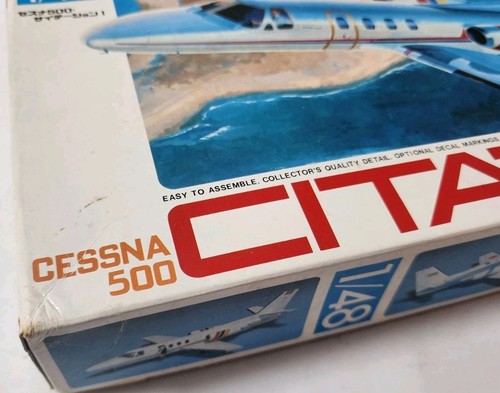 セスナ500・
サイテーション1
EASY TO ASSEMBLE. COLLECTOR'S QUALITY DETAIL. OPTIONAL DECAL MARKINGS.
CITA
CESSNA
500
1/48